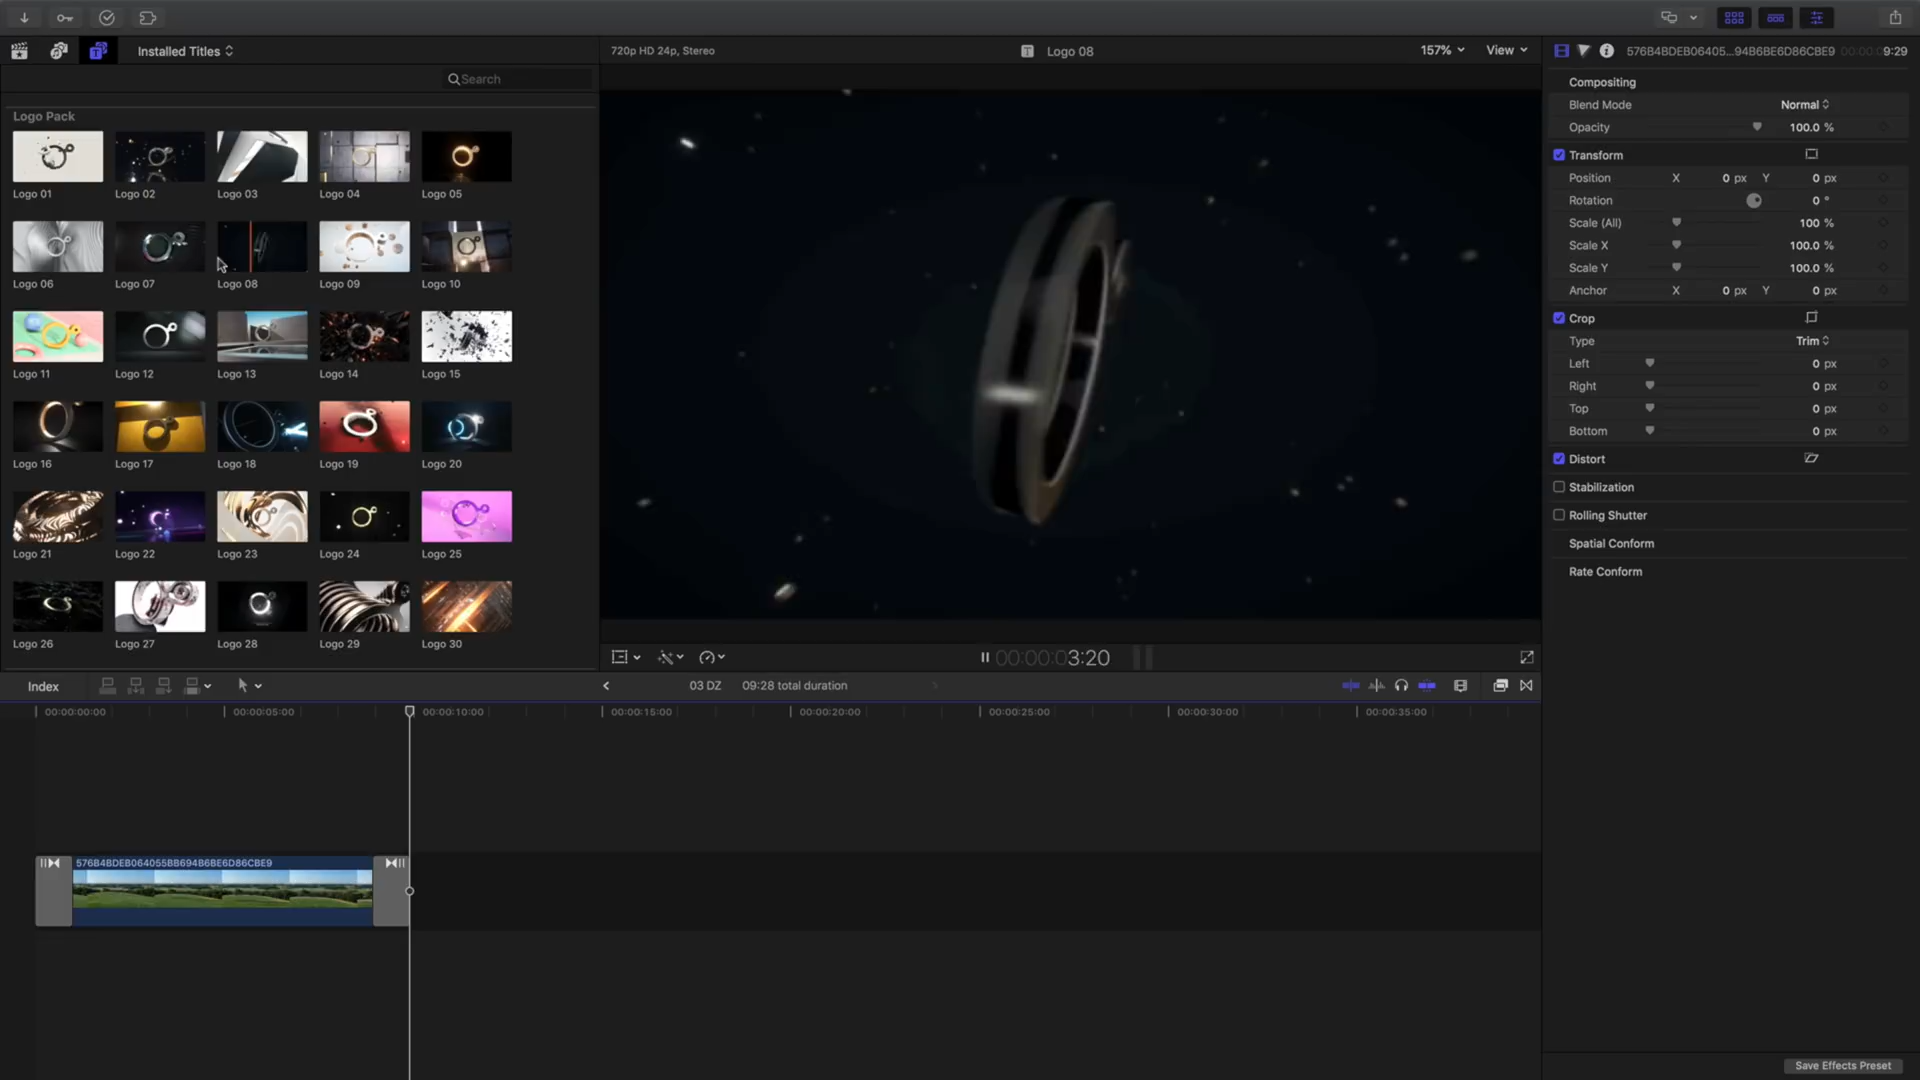 Installed Titles
Search
Logo Pack
Logo 01
Logo 02
Logo 03
Logo 04
Logo 05
Logo 06
Logo 07
Logo 08
Logo 09
Logo 10
Logo 11
Logo 12
Logo 13
Logo 14
Logo 15
Logo 16
Logo 17
Logo 18
Logo 19
Logo 20
Logo 21
Logo 22
Logo 23
Logo 24
Logo 25
Logo 26
Logo 27
Logo 28
Logo 29
Logo 30
720p HD 24p, Stereo
T Logo 08
157%
View
00:00:03:20
576B4BDEB06405...94B6BE6D86CBE9
00:00:09:29
Compositing
Blend Mode Normal
Opacity 100.0 %
Transform
Position X 0 px Y 0 px
Rotation 0 °
Scale (All) 100 %
Scale X 100.0 %
Scale Y 100.0 %
Anchor X 0 px Y 0 px
Crop
Type Trim
Left 0 px
Right 0 px
Top 0 px
Bottom 0 px
Distort
Stabilization
Rolling Shutter
Spatial Conform
Rate Conform
Index
03 DZ
09:28 total duration
00:00:00:00
00:00:05:00
00:00:10:00
00:00:15:00
00:00:20:00
00:00:25:00
00:00:30:00
00:00:35:00
576B4BDEB064055BB694B6BE6D86CBE9
Save Effects Preset